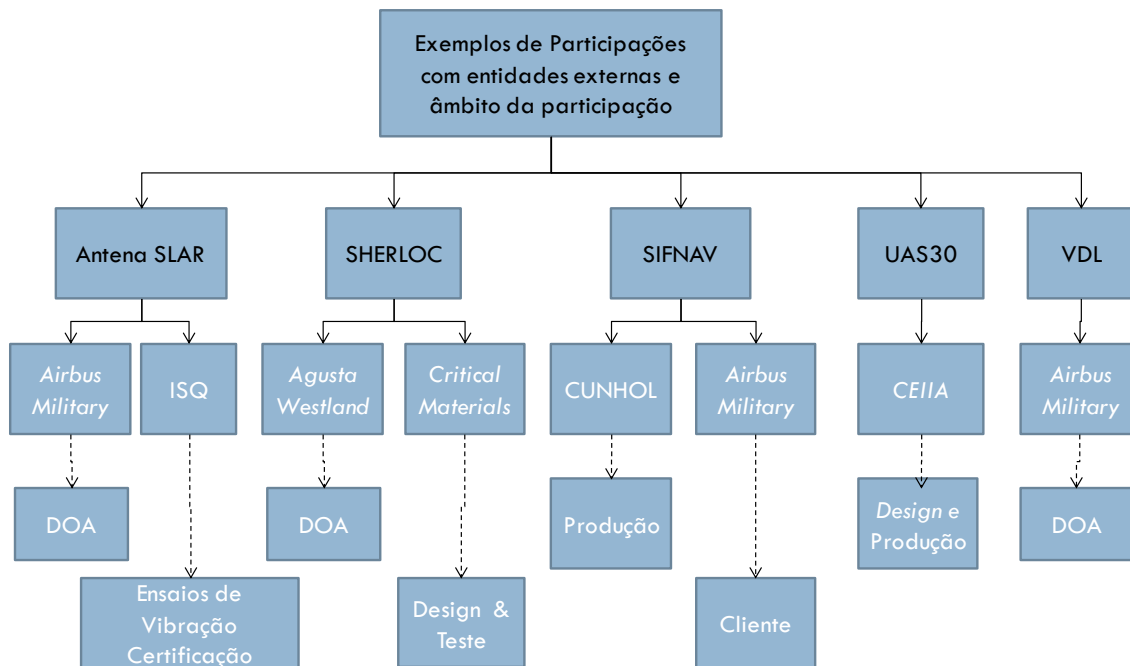 Exemplos de Participações
com entidades externas e
âmbito da participação
Antena SLAR
SHERLOC
SIFNAV
UAS30
VDL
Airbus
Military
ISQ
Agusta
Westland
Critical
Materials
CUNHOL
Airbus
Military
CEIIA
Airbus
Military
DOA
DOA
Produção
Design e
Produção
DOA
Ensaios de
Vibração
Certificação
Design & 
Teste
Cliente